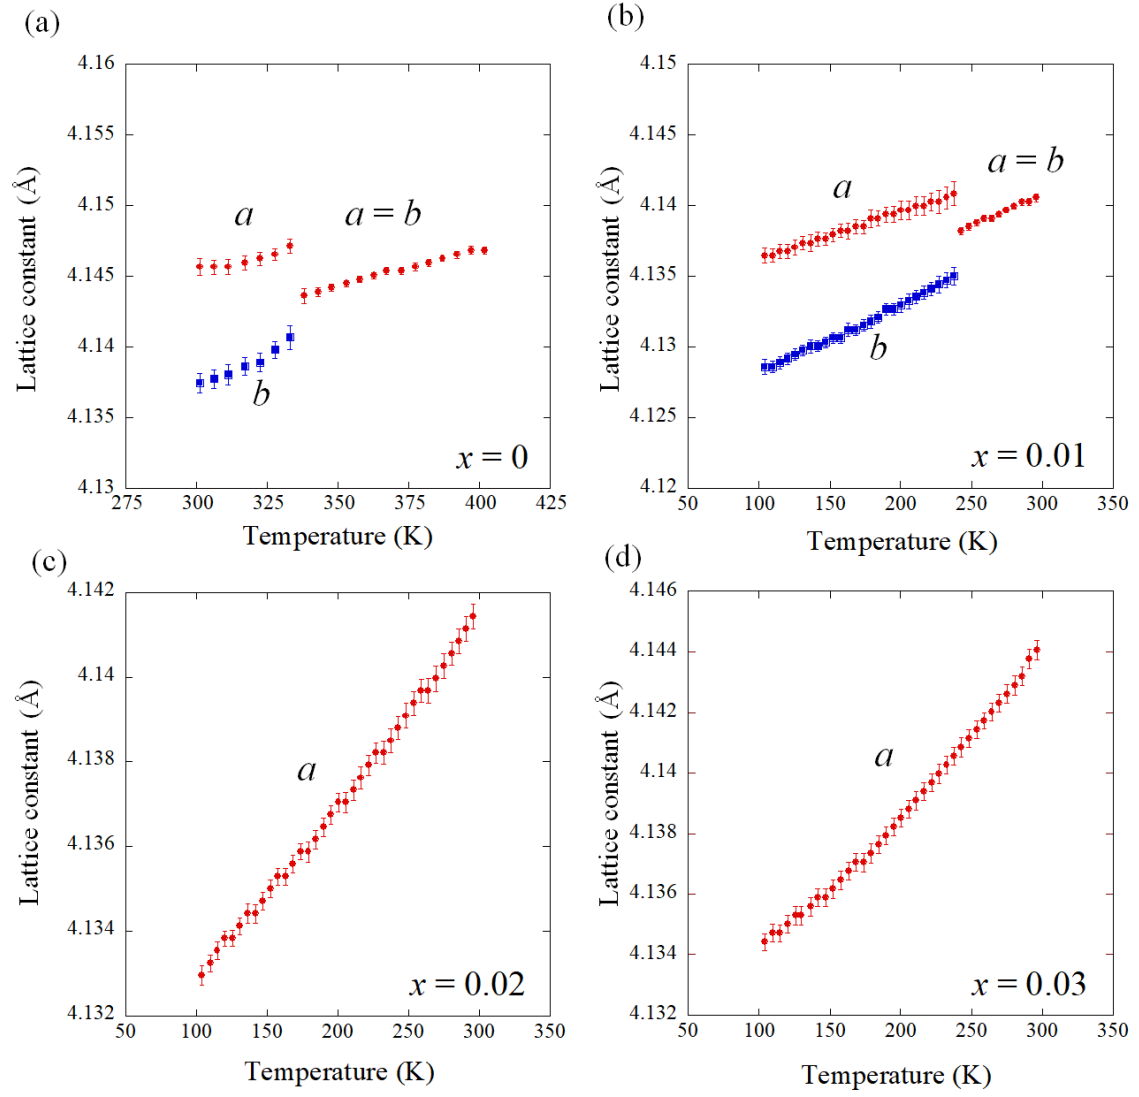 (a)
4.16
4.155
4.15
4.145
4.14
4.135
4.13
Lattice constant (Å)
a
a = b
b
x = 0
275 300 325 350 375 400 425
Temperature (K)
(b)
4.15
4.145
4.14
4.135
4.13
4.125
4.12
Lattice constant (Å)
a
a = b
b
x = 0.01
50 100 150 200 250 300 350
Temperature (K)
(c)
4.142
4.14
4.138
4.136
4.134
4.132
Lattice constant (Å)
a
x = 0.02
50 100 150 200 250 300 350
Temperature (K)
(d)
4.146
4.144
4.142
4.14
4.138
4.136
4.134
4.132
Lattice constant (Å)
a
x = 0.03
50 100 150 200 250 300 350
Temperature (K)